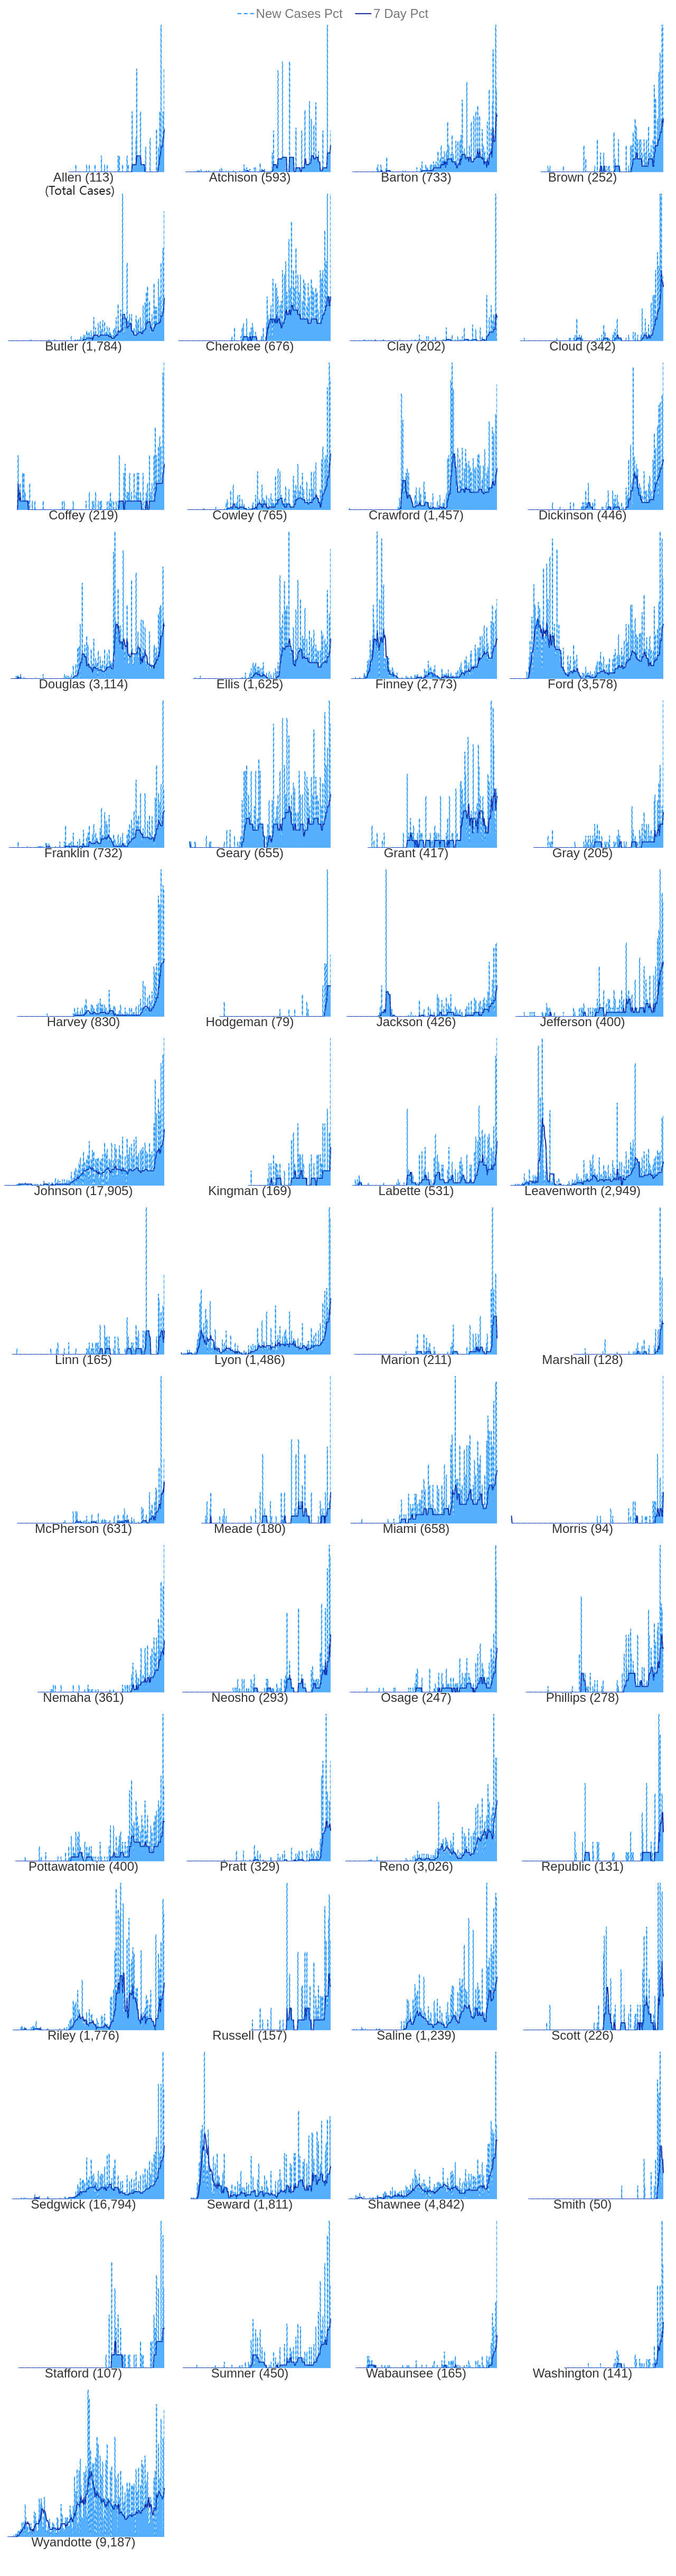 New Cases Pct 7 Day Pct
Allen (113) Atchison (593) Barton (733) Brown (252)
(Total Cases)
Butler (1,784) Cherokee (676) Clay (202) Cloud (342)
Coffey (219) Cowley (765) Crawford (1,457) Dickinson (446)
Douglas (3,114) Ellis (1,625) Finney (2,773) Ford (3,578)
Franklin (732) Geary (655) Grant (417) Gray (205)
Harvey (830) Hodgeman (79) Jackson (426) Jefferson (400)
Johnson (17,905) Kingman (169) Labette (531) Leavenworth (2,949)
Linn (165) Lyon (1,486) Marion (211) Marshall (128)
McPherson (631) Meade (180) Miami (658) Morris (94)
Nemaha (361) Neosho (293) Osage (247) Phillips (278)
Pottawatomie (400) Pratt (329) Reno (3,026) Republic (131)
Riley (1,776) Russell (157) Saline (1,239) Scott (226)
Sedgwick (16,794) Seward (1,811) Shawnee (4,842) Smith (50)
Stafford (107) Sumner (450) Wabaunsee (165) Washington (141)
Wyandotte (9,187)